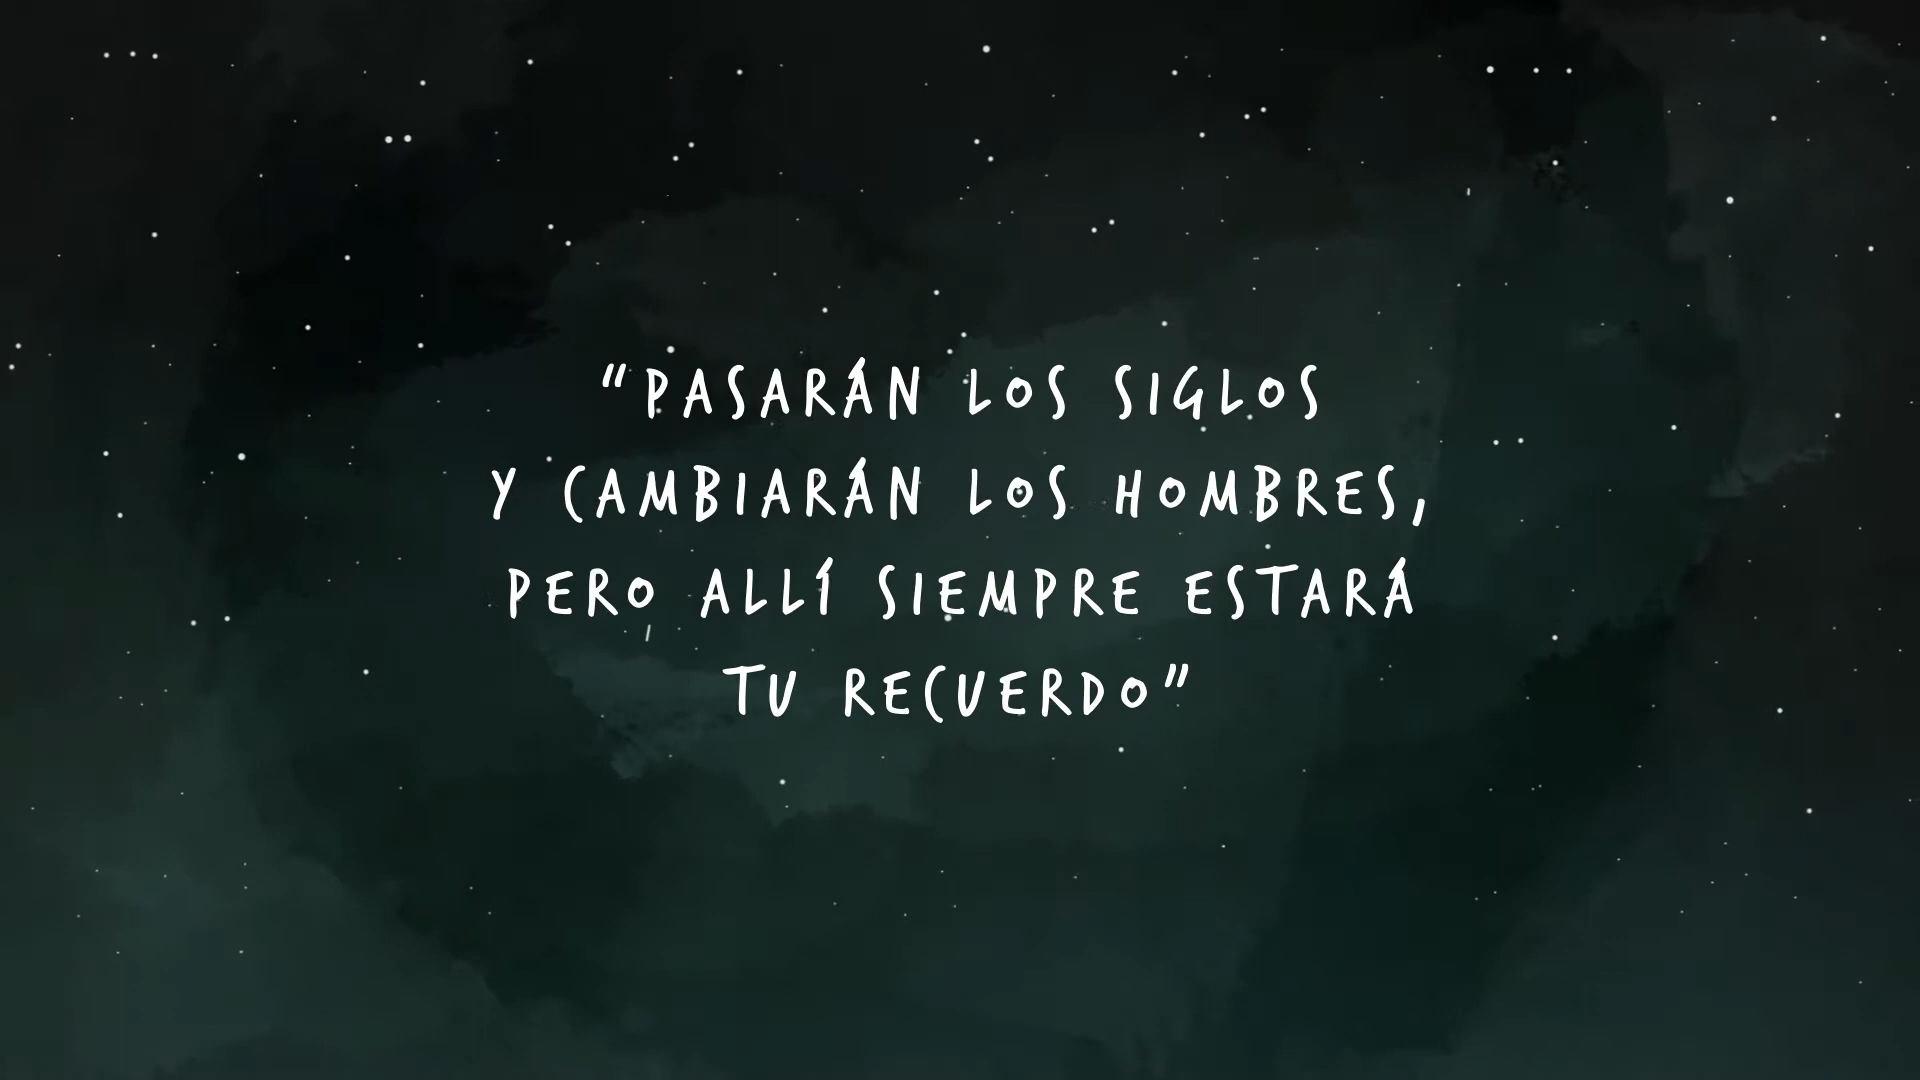 “PASARÁN LOS SIGLOS
Y CAMBIARÁN LOS HOMBRES,
PERO ALLÍ SIEMPRE ESTARÁ
TU RECUERDO”